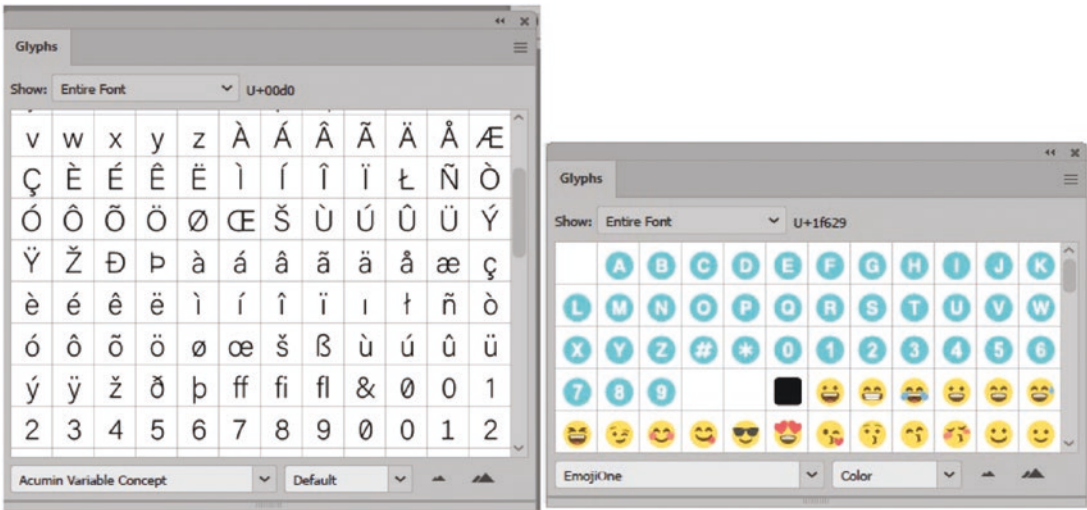 Glyphs
Show: Entire Font U+00d0
v w x y z À Á Â Ã Ä Å Æ
Ç È É Ê Ë Ì Í Î Ï Ł Ñ Ò
Ó Ô Õ Ö Ø Œ Š Ù Ú Û Ü Ý
Ÿ Ž Ð Þ à á â ã ä å æ ç
è é ê ë ì í î ï ı ł ñ ò
ó ô õ ö ø œ š ß ù ú û ü
ý ÿ ž ð þ ff fi fl & Ø 0 1
2 3 4 5 6 7 8 9 Ø 0 1 2
Acumin Variable Concept Default
Glyphs
Show: Entire Font U+1f629
A B C D E F G H I J K
L M N O P Q R S T U V W
X Y Z # * 0 1 2 3 4 5 6
7 8 9
EmojiOne Color